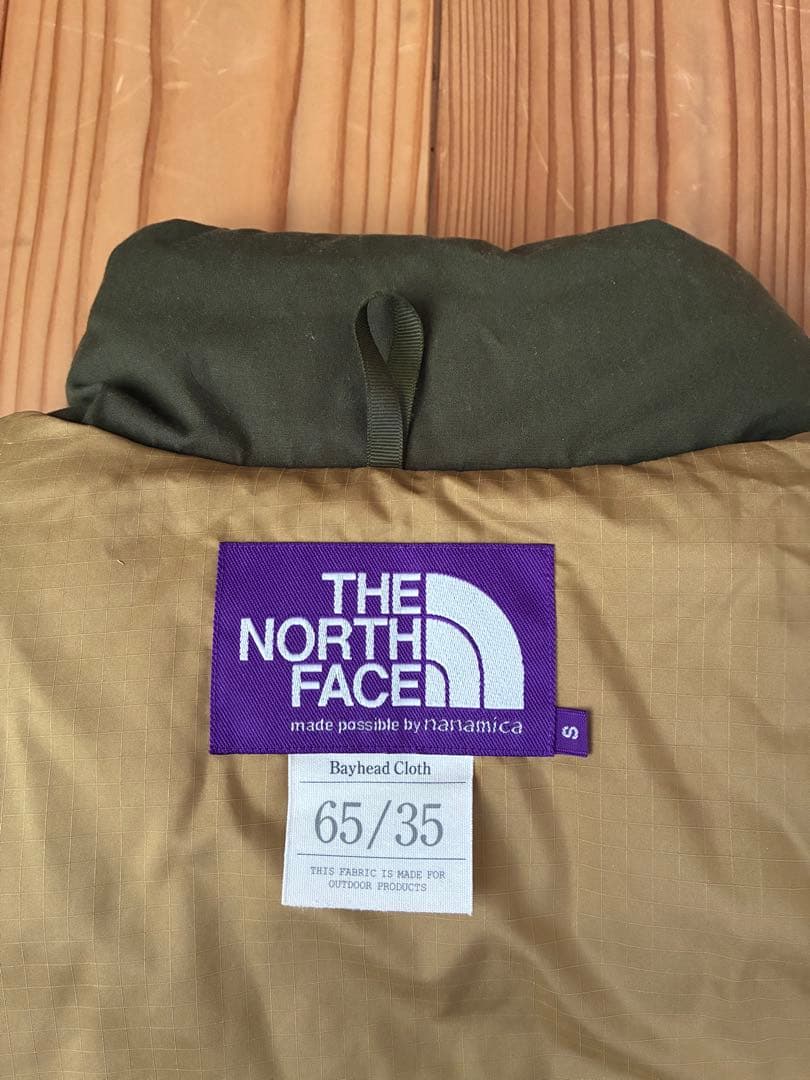 THE
NORTH
FACE
made possible by nanamica
S
Bayhead Cloth
65/35
THIS FABRIC IS MADE FOR
OUTDOOR PRODUCTS